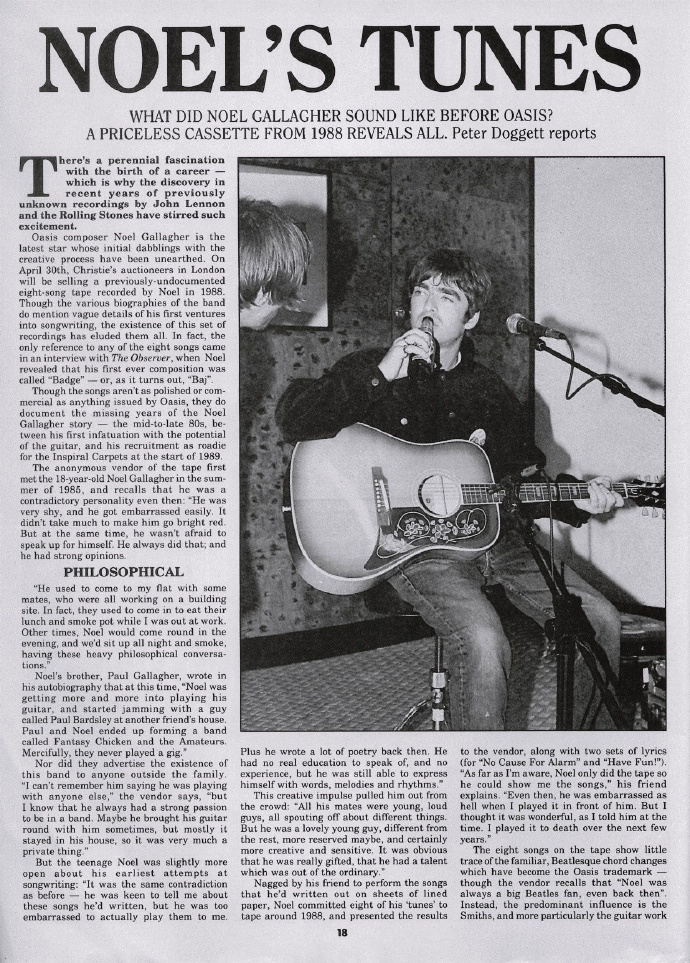 NOEL'S TUNES
WHAT DID NOEL GALLAGHER SOUND LIKE BEFORE OASIS?
A PRICELESS CASSETTE FROM 1988 REVEALS ALL. Peter Doggett reports
There's a perennial fascination
with the birth of a career —
which is why the discovery in
recent years of previously
unknown recordings by John Lennon
and the Rolling Stones have stirred such
excitement.
Oasis composer Noel Gallagher is the
latest star whose initial dabblings with the
creative process have been unearthed. On
April 30th, Christie's auctioneers in London
will be selling a previously-undocumented
eight-song tape recorded by Noel in 1988.
Though the various biographies of the band
do mention vague details of his first ventures
into songwriting, the existence of this set of
recordings has eluded them all. In fact, the
only reference to any of the eight songs came
in an interview with The Observer, when Noel
revealed that his first ever composition was
called "Badge" — or, as it turns out, "Baj".
Though the songs aren't as polished or com-
mercial as anything issued by Oasis, they do
document the missing years of the Noel
Gallagher story — the mid-to-late 80s, be-
tween his first infatuation with the potential
of the guitar, and his recruitment as roadie
for the Inspiral Carpets at the start of 1989.
The anonymous vendor of the tape first
met the 18-year-old Noel Gallagher in the sum-
mer of 1985, and recalls that he was a
contradictory personality even then: "He was
very shy, and he got embarrassed easily. It
didn't take much to make him go bright red.
But at the same time, he wasn't afraid to
speak up for himself. He always did that; and
he had strong opinions.
PHILOSOPHICAL
"He used to come to my flat with some
mates, who were all working on a building
site. In fact, they used to come in to eat their
lunch and smoke pot while I was out at work.
Other times, Noel would come round in the
evening, and we'd sit up all night and smoke,
having these heavy philosophical conversa-
tions."
Noel's brother, Paul Gallagher, wrote in
his autobiography that at this time, "Noel was
getting more and more into playing his
guitar, and started jamming with a guy
called Paul Bardsley at another friend's house.
Paul and Noel ended up forming a band
called Fantasy Chicken and the Amateurs.
Mercifully, they never played a gig."
Nor did they advertise the existence of
this band to anyone outside the family.
"I can't remember him saying he was playing
with anyone else," the vendor says, "but
I know that he always had a strong passion
to be in a band. Maybe he brought his guitar
round with him sometimes, but mostly it
stayed in his house, so it was very much a
private thing."
But the teenage Noel was slightly more
open about his earliest attempts at
songwriting: "It was the same contradiction
as before — he was keen to tell me about
these songs he'd written, but he was too
embarrassed to actually play them to me.
Plus he wrote a lot of poetry back then. He
had no real education to speak of, and no
experience, but he was still able to express
himself with words, melodies and rhythms."
This creative impulse pulled him out from
the crowd: "All his mates were young, loud
guys, all spouting off about different things.
But he was a lovely young guy, different from
the rest, more reserved maybe, and certainly
more creative and sensitive. It was obvious
that he was really gifted, that he had a talent
which was out of the ordinary."
Nagged by his friend to perform the songs
that he'd written out on sheets of lined
paper, Noel committed eight of his 'tunes' to
tape around 1988, and presented the results
to the vendor, along with two sets of lyrics
(for "No Cause For Alarm" and "Have Fun!").
"As far as I'm aware, Noel only did the tape so
he could show me the songs," his friend
explains. "Even then, he was embarrassed as
hell when I played it in front of him. But I
thought it was wonderful, as I told him at the
time. I played it to death over the next few
years."
The eight songs on the tape show little
trace of the familiar, Beatlesque chord changes
which have become the Oasis trademark —
though the vendor recalls that "Noel was
always a big Beatles fan, even back then".
Instead, the predominant influence is the
Smiths, and more particularly the guitar work
18